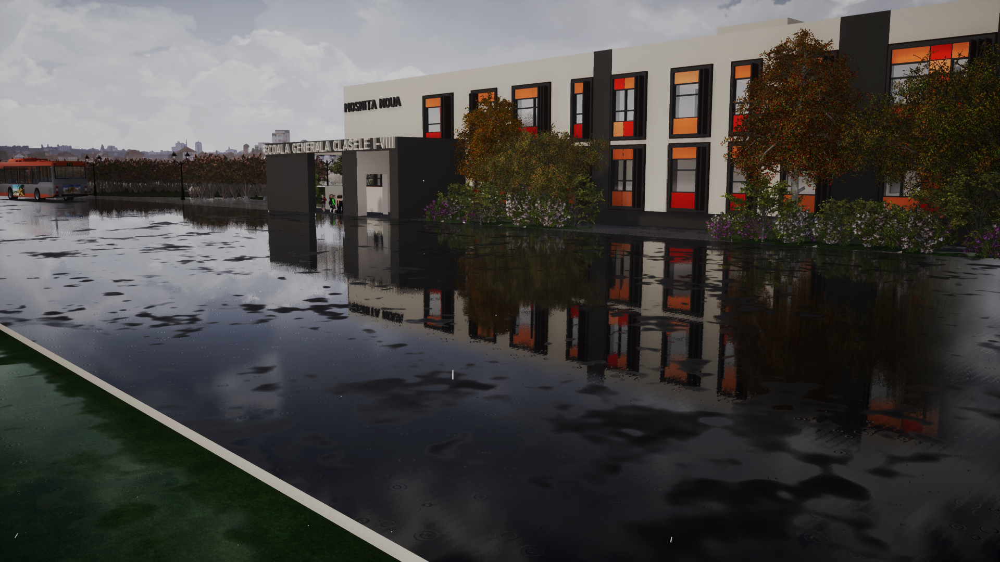 MOSNITA NOUA
SCOALA GENERALA CLASELE I-VIII